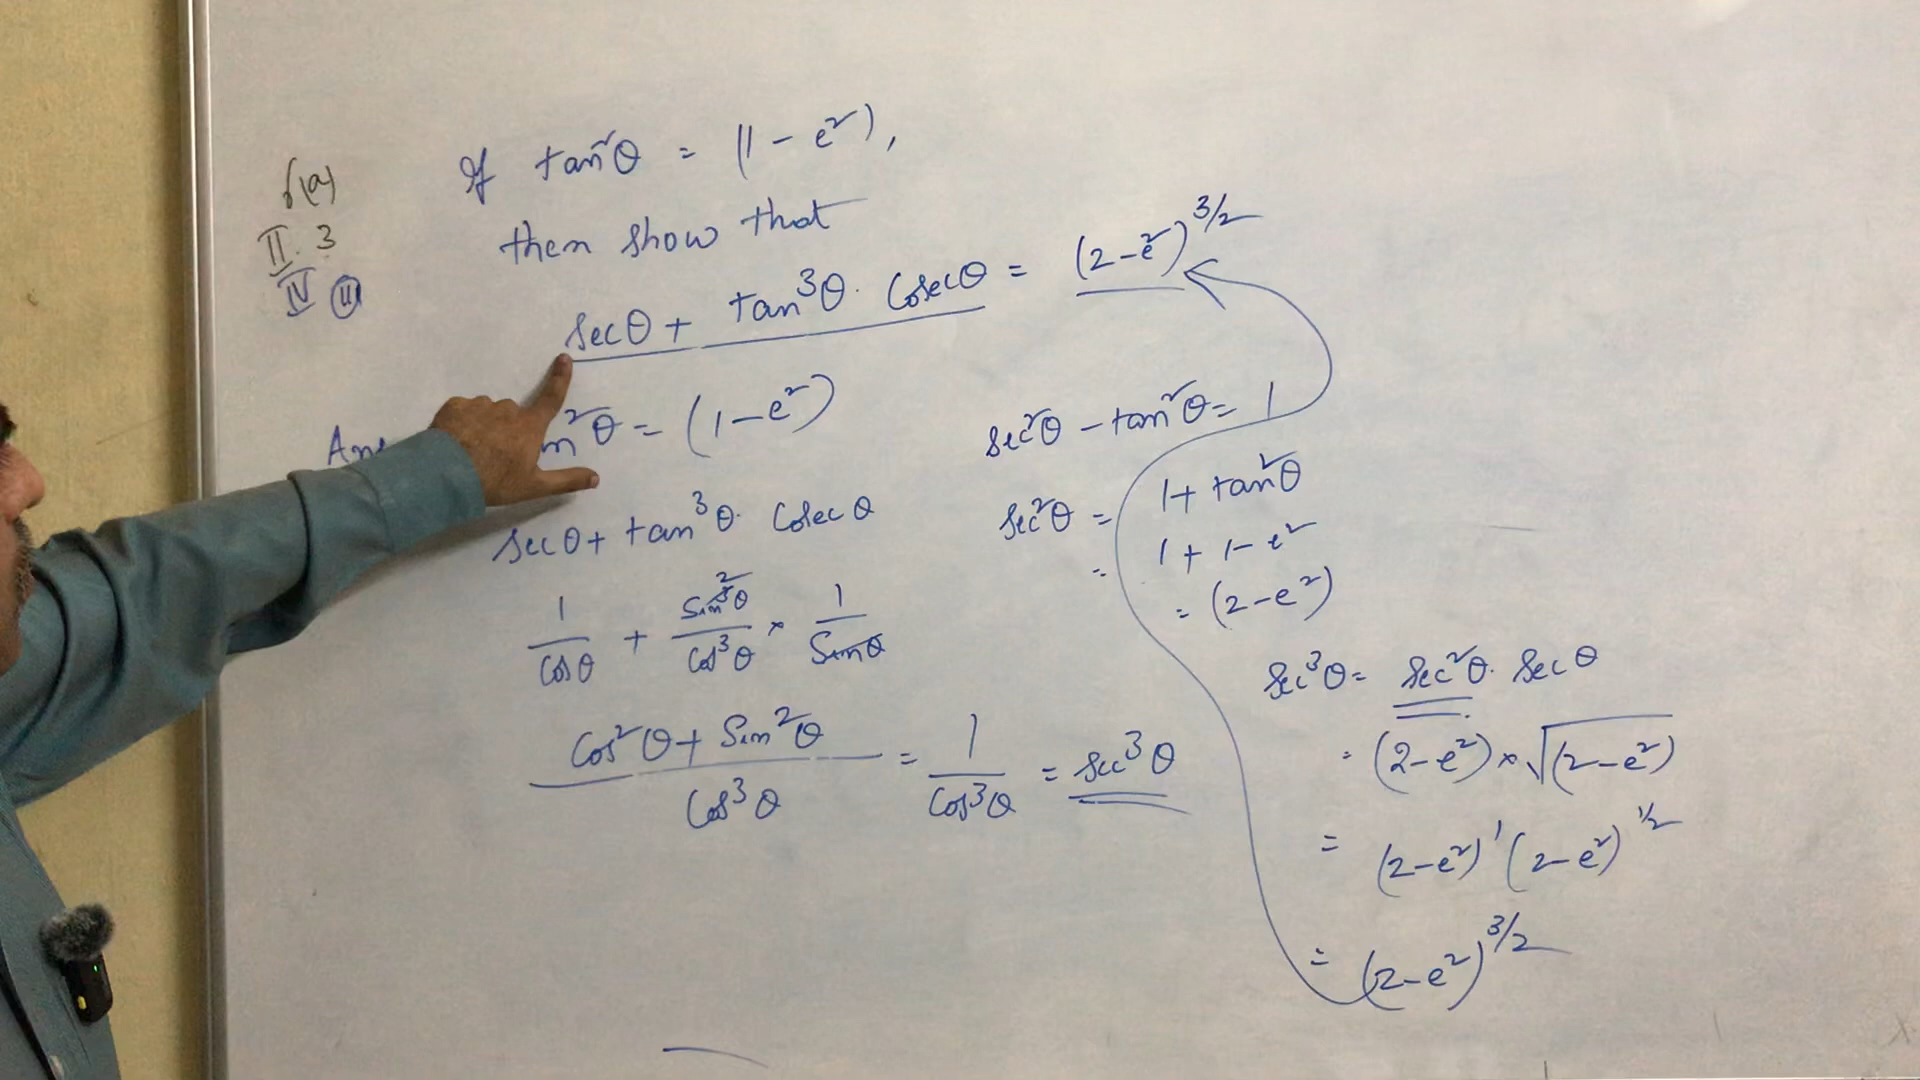 If tan²θ = (1 - e²),
then show that
secθ + tan³θ. Cosecθ = (2-e²)^3/2
II. 3
IV (ii)
Ans
²θ = (1-e²)
secθ + tan³θ. Cosecθ
1/Cosθ + Sin³θ/Cos³θ × 1/Sinθ
2
Cos²θ + Sin²θ/Cos³θ = 1/Cos³θ = sec³θ
sec²θ - tan²θ = 1
sec²θ = 1 + tan²θ
= 1 + 1 - e²
= (2-e²)
sec³θ = sec²θ. secθ
= (2-e²) × √(2-e²)
= (2-e²)^1 (2-e²)^1/2
= (2-e²)^3/2